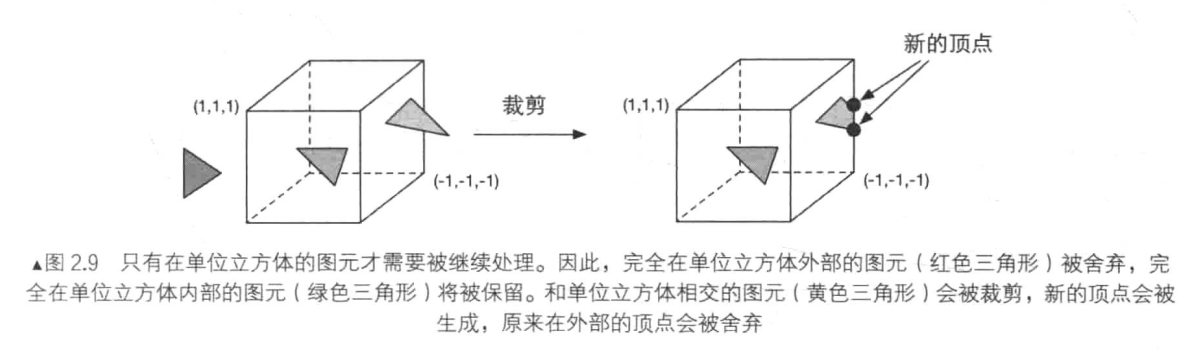 新的顶点
(1,1,1)
裁剪
(1,1,1)
(-1,-1,-1)
(-1,-1,-1)
▲图 2.9 只有在单位立方体的图元才需要被继续处理。因此，完全在单位立方体外部的图元（红色三角形）被舍弃，完
全在单位立方体内部的图元（绿色三角形）将被保留。和单位立方体相交的图元（黄色三角形）会被裁剪，新的顶点会被
生成，原来在外部的顶点会被舍弃